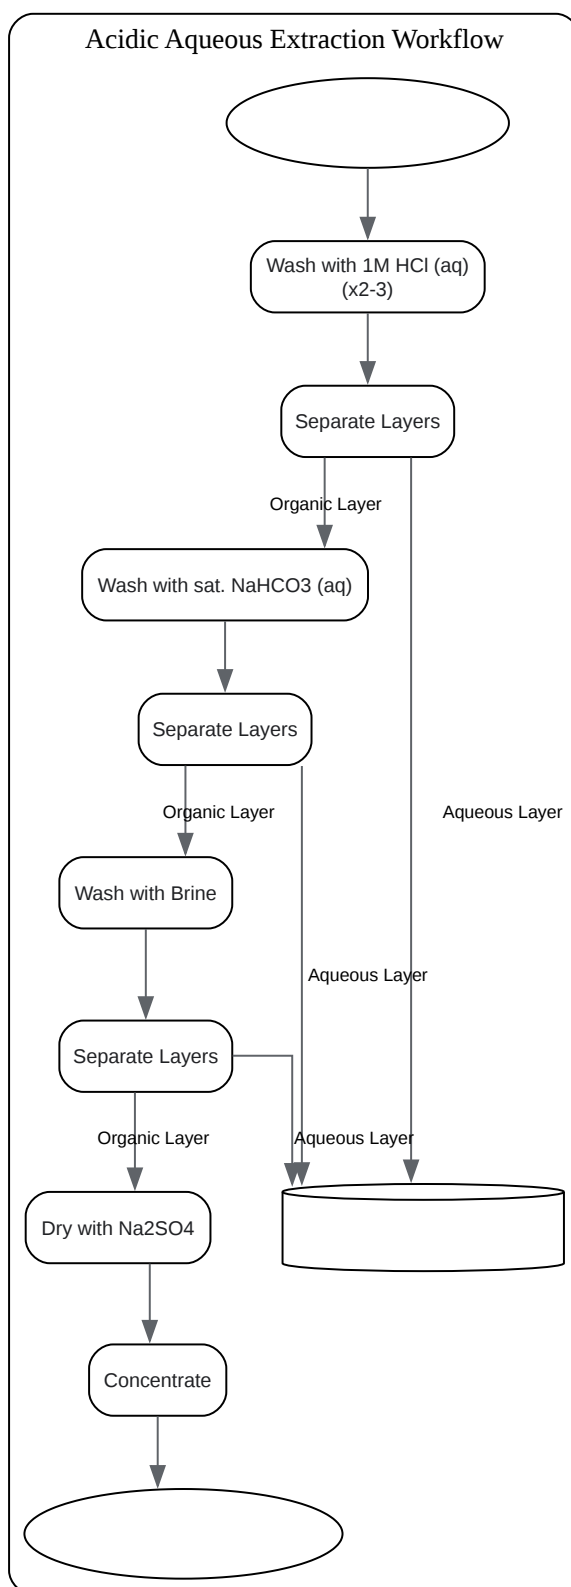 Acidic Aqueous Extraction Workflow
Wash with 1M HCl (aq)
(x2-3)
Separate Layers
Organic Layer
Wash with sat. NaHCO3 (aq)
Separate Layers
Organic Layer
Aqueous Layer
Wash with Brine
Aqueous Layer
Separate Layers
Organic Layer
Aqueous Layer
Dry with Na2SO4
Concentrate